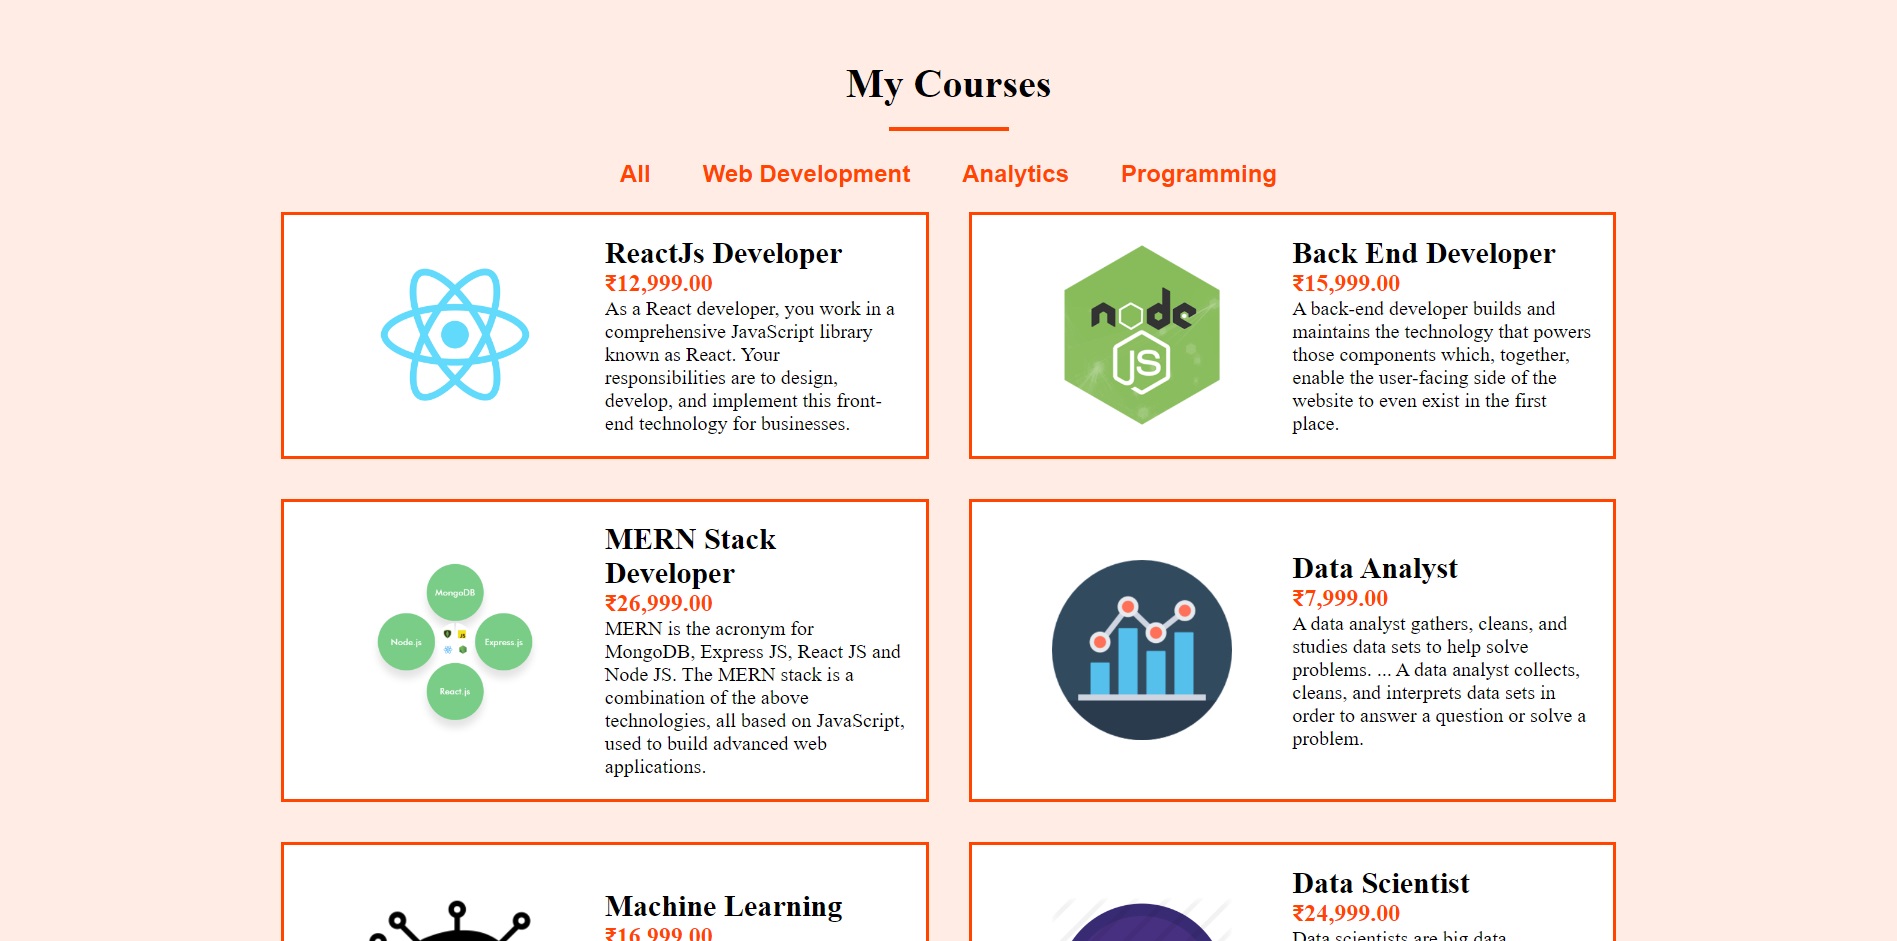 My Courses
All Web Development Analytics Programming
ReactJs Developer
₹12,999.00
As a React developer, you work in a
comprehensive JavaScript library
known as React. Your
responsibilities are to design,
develop, and implement this front-
end technology for businesses.
node
JS
Back End Developer
₹15,999.00
A back-end developer builds and
maintains the technology that powers
those components which, together,
enable the user-facing side of the
website to even exist in the first
place.
MongoDB
Node.js
JS
Express.js
React.js
MERN Stack
Developer
₹26,999.00
MERN is the acronym for
MongoDB, Express JS, React JS and
Node JS. The MERN stack is a
combination of the above
technologies, all based on JavaScript,
used to build advanced web
applications.
Data Analyst
₹7,999.00
A data analyst gathers, cleans, and
studies data sets to help solve
problems. ... A data analyst collects,
cleans, and interprets data sets in
order to answer a question or solve a
problem.
Machine Learning
₹16,999.00
Data Scientist
₹24,999.00
Data scientists are big data